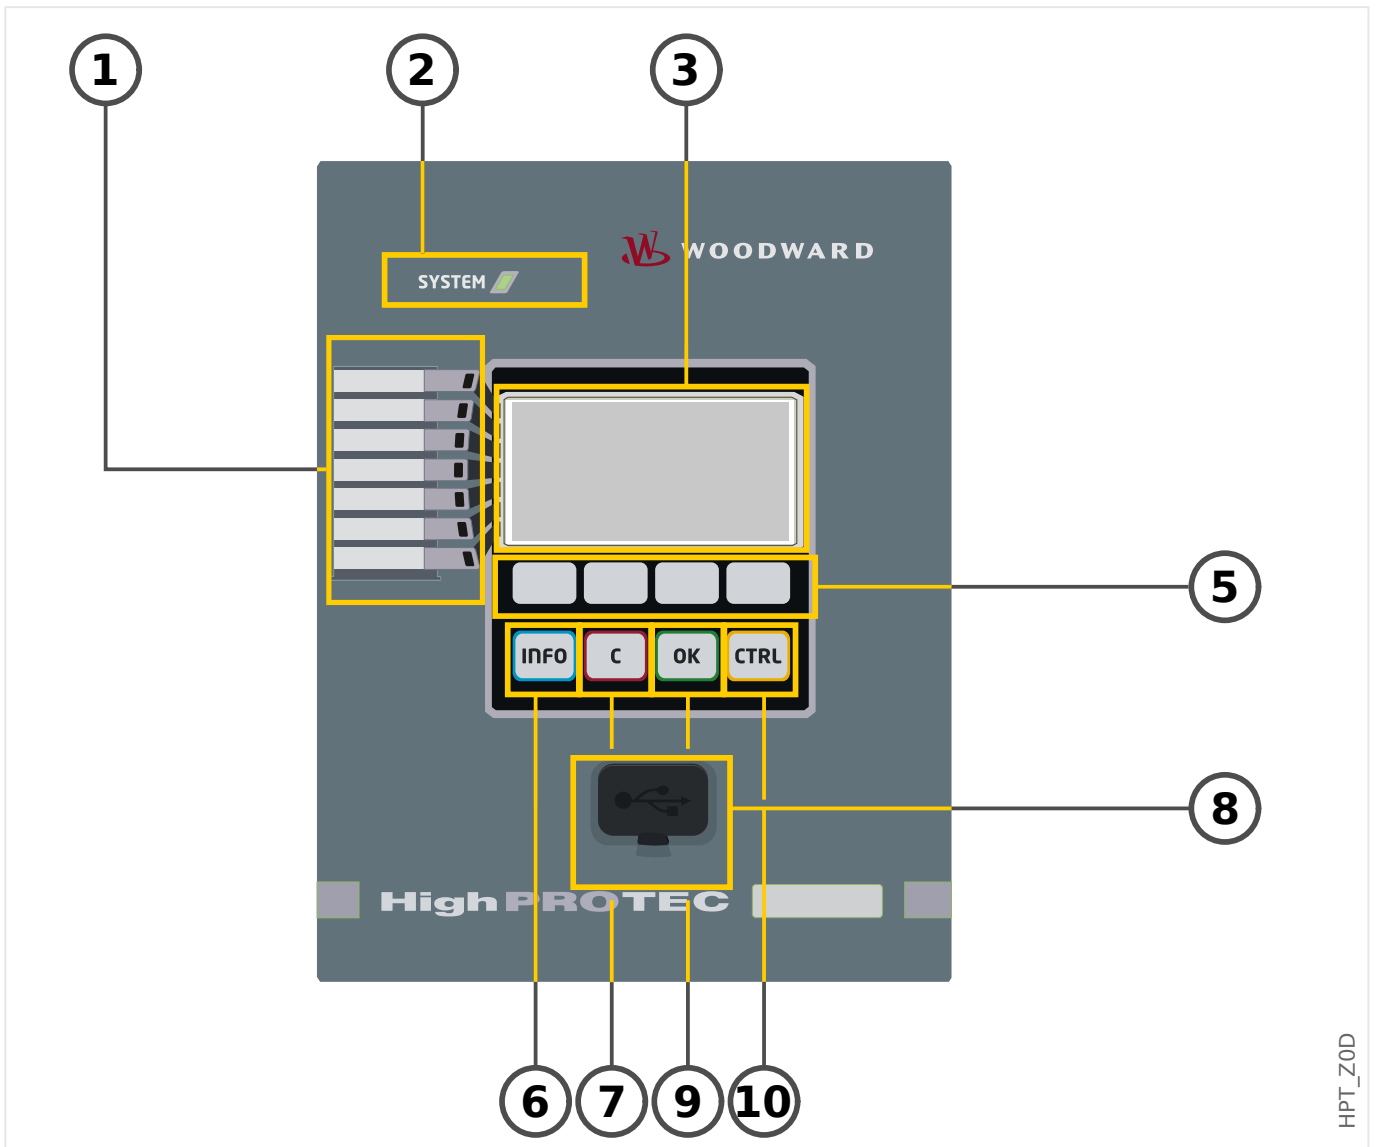 1 2 3
WOODWARD
SYSTEM
5
INFO C OK CTRL
8
HighPROTEC
6 7 9 10
HPT_Z0D